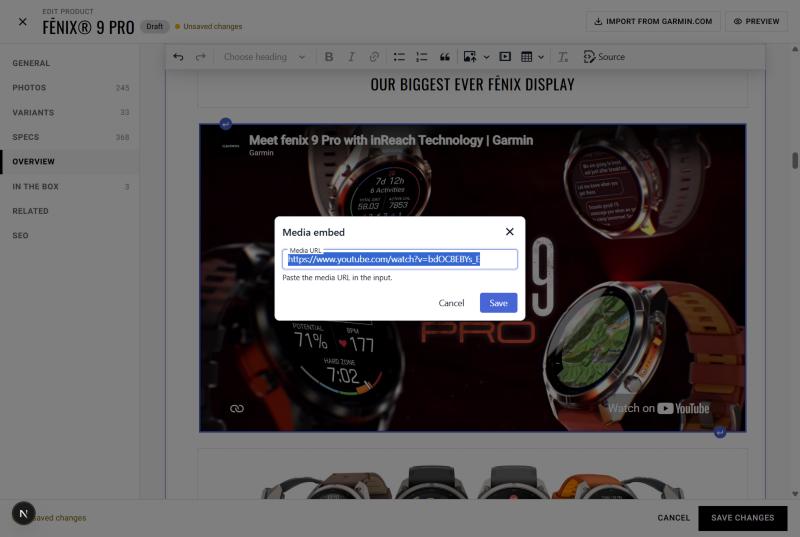 EDIT PRODUCT
FĒNIX® 9 PRO
Draft
Unsaved changes
IMPORT FROM GARMIN.COM
PREVIEW
GENERAL
PHOTOS 245
VARIANTS 33
SPECS 368
OVERVIEW
IN THE BOX 3
RELATED
SEO
Choose heading
Source
OUR BIGGEST EVER FĒNIX DISPLAY
Meet fenix 9 Pro with inReach Technology | Garmin
Garmin
7d 12h
6 Activities
58.03 7853
Media embed
Media URL
https://www.youtube.com/watch?v=bdOC8EBYs_E
Paste the media URL in the input.
Cancel
Save
9
PRO
POTENTIAL BPM
71% 177
HARD ZONE
7:02
Watch on YouTube
N
saved changes
CANCEL
SAVE CHANGES